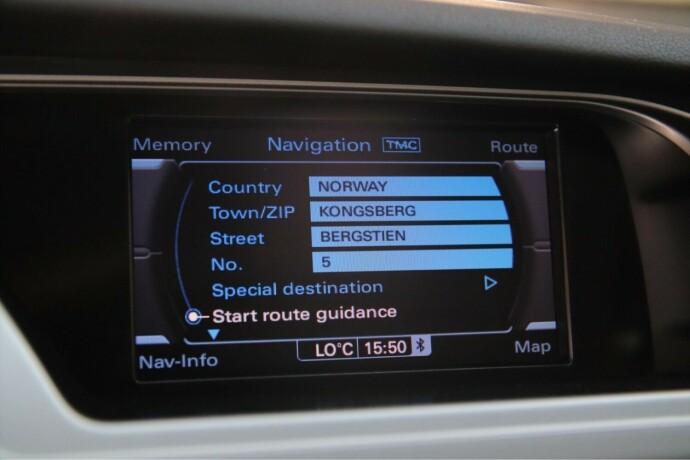 Memory Navigation TMC Route
Country NORWAY
Town/ZIP KONGSBERG
Street BERGSTIEN
No. 5
Special destination
Start route guidance
Nav-Info LO°C 15:50 Map